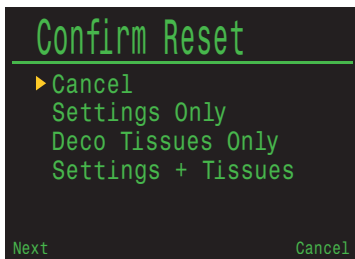 Confirm Reset
Cancel
Settings Only
Deco Tissues Only
Settings + Tissues
Next Cancel